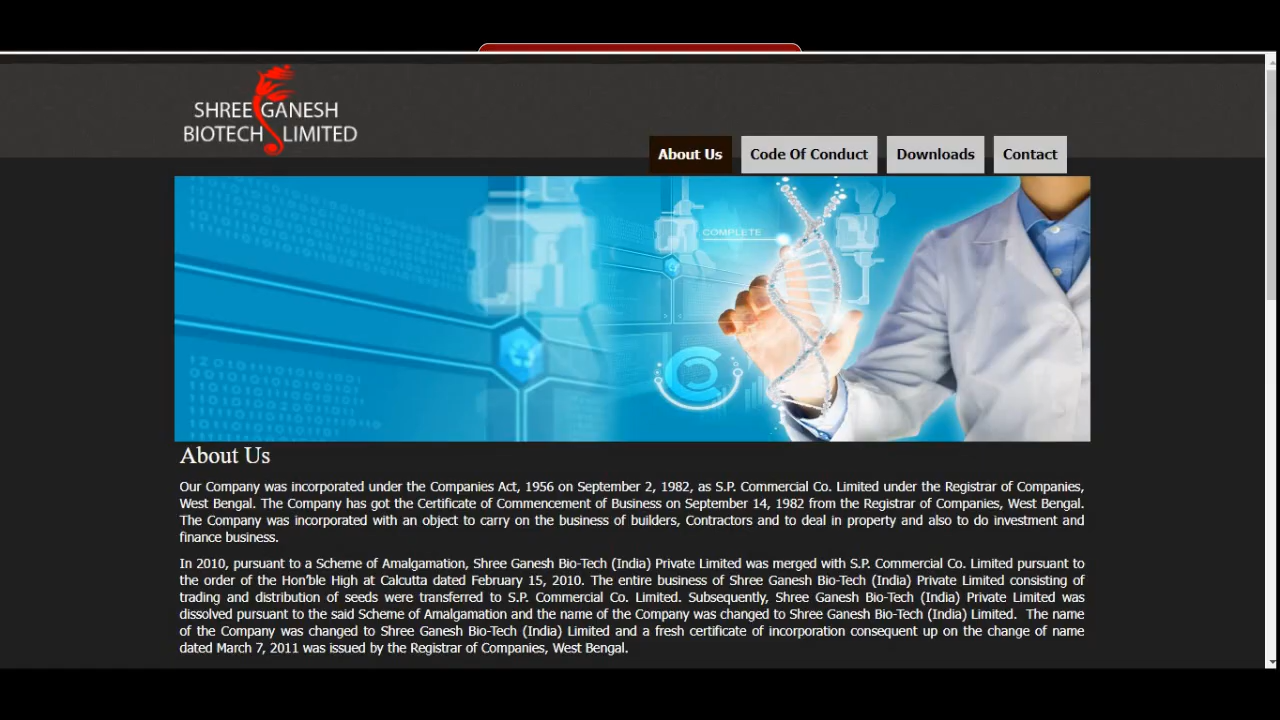 SHREE GANESH
BIOTECH LIMITED
About Us
Code Of Conduct
Downloads
Contact
COMPLETE
About Us
Our Company was incorporated under the Companies Act, 1956 on September 2, 1982, as S.P. Commercial Co. Limited under the Registrar of Companies,
West Bengal. The Company has got the Certificate of Commencement of Business on September 14, 1982 from the Registrar of Companies, West Bengal.
The Company was incorporated with an object to carry on the business of builders, Contractors and to deal in property and also to do investment and
finance business.
In 2010, pursuant to a Scheme of Amalgamation, Shree Ganesh Bio-Tech (India) Private Limited was merged with S.P. Commercial Co. Limited pursuant to
the order of the Hon’ble High at Calcutta dated February 15, 2010. The entire business of Shree Ganesh Bio-Tech (India) Private Limited consisting of
trading and distribution of seeds were transferred to S.P. Commercial Co. Limited. Subsequently, Shree Ganesh Bio-Tech (India) Private Limited was
dissolved pursuant to the said Scheme of Amalgamation and the name of the Company was changed to Shree Ganesh Bio-Tech (India) Limited. The name
of the Company was changed to Shree Ganesh Bio-Tech (India) Limited and a fresh certificate of incorporation consequent up on the change of name
dated March 7, 2011 was issued by the Registrar of Companies, West Bengal.